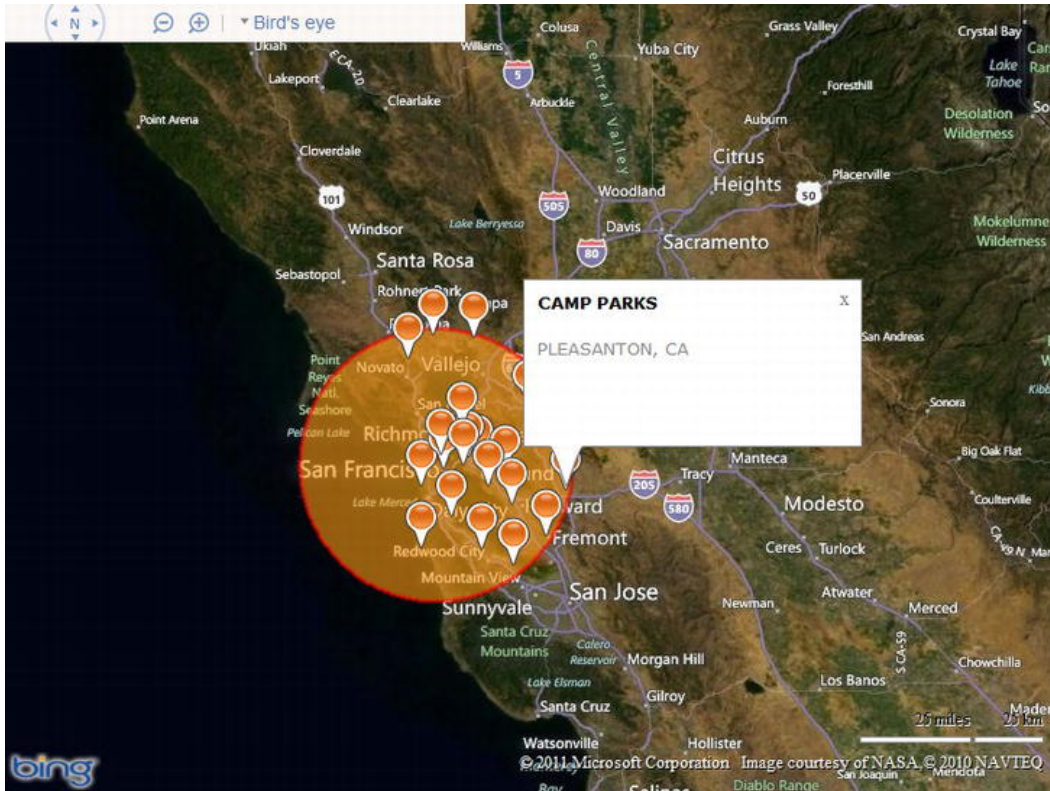 N
Bird's eye
Colusa
Grass Valley
Crystal Bay
Ukiah
ECA-20
Williams
5
Central Valley
Yuba City
Lake
Tahoe
Lakeport
Clearlake
Arbuckle
Foresthill
Point Arena
Auburn
Desolation
Wilderness
Cloverdale
Citrus
Heights
Placerville
101
Woodland
50
505
Windsor
Lake Berryessa
Davis
80
Sacramento
Mokelumne
Wilderness
Santa Rosa
Sebastopol
Rohnert Park
CAMP PARKS
x
PLEASANTON, CA
San Andreas
Point
Reyes
Natl.
Seashore
Novato
Vallejo
Sonora
Pelican Lake
Big Oak Flat
San Francisco
Manteca
Tracy
205
580
Lake Merced
Modesto
Coulterville
Fremont
Ceres
Turlock
Redwood City
Mountain View
San Jose
Atwater
Newman
Merced
Sunnyvale
Santa Cruz
Mountains
Calero
Reservoir
Morgan Hill
S CA-59
Chowchilla
Lake Elsman
Los Banos
Gilroy
Santa Cruz
25 miles
25 km
Watsonville
Hollister
bing
© 2011 Microsoft Corporation Image courtesy of NASA, © 2010 NAVTEQ
San Joaquin
Mendota
Bay
Salinas
Diablo Range